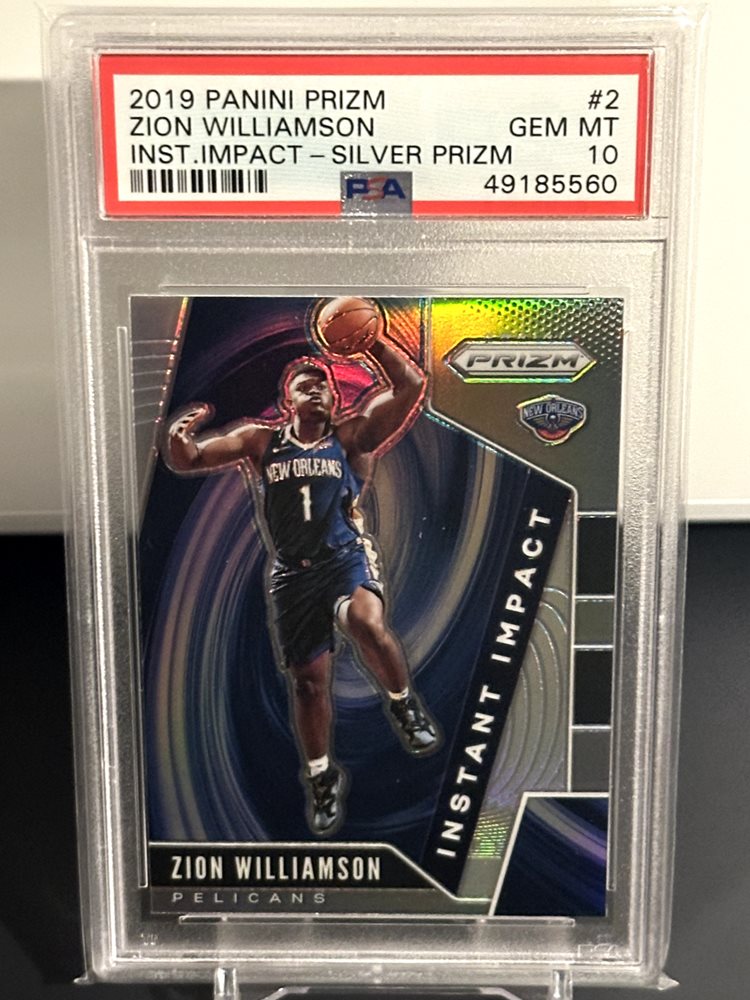 2019 PANINI PRIZM #2
ZION WILLIAMSON GEM MT
INST.IMPACT - SILVER PRIZM 10
PSA 49185560
PRIZM
NEW ORLEANS
NEW ORLEANS
1
INSTANT IMPACT
ZION WILLIAMSON
PELICANS